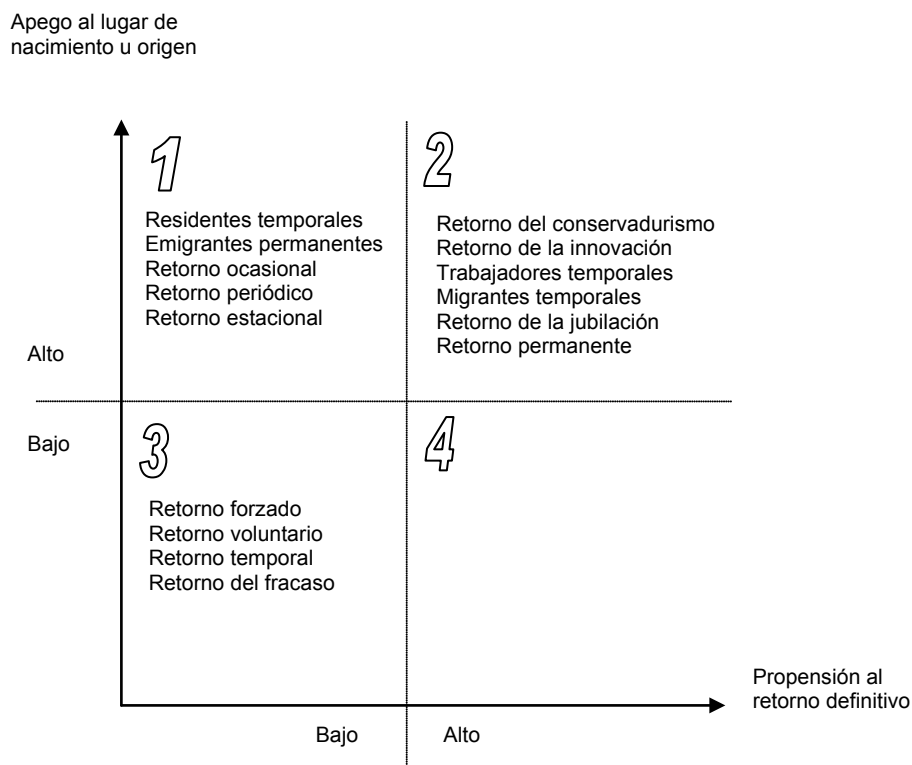 Apego al lugar de
nacimiento u origen
1
Residentes temporales
Emigrantes permanentes
Retorno ocasional
Retorno periódico
Retorno estacional
2
Retorno del conservadurismo
Retorno de la innovación
Trabajadores temporales
Migrantes temporales
Retorno de la jubilación
Retorno permanente
Alto
Bajo
3
Retorno forzado
Retorno voluntario
Retorno temporal
Retorno del fracaso
4
Propensión al
retorno definitivo
Bajo
Alto